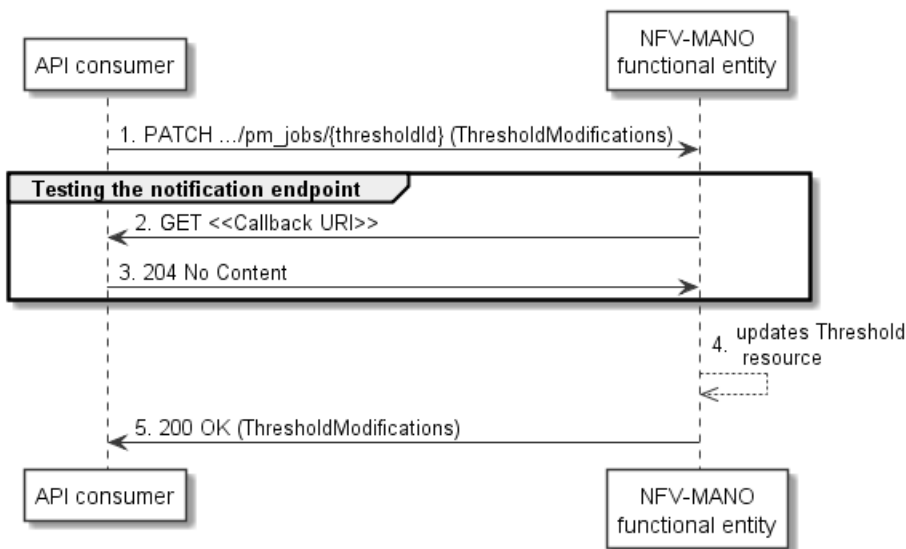 API consumer
NFV-MANO
functional entity
1. PATCH .../pm_jobs/{thresholdId} (ThresholdModifications)
Testing the notification endpoint
2. GET <<Callback URI>>
3. 204 No Content
4. updates Threshold
resource
5. 200 OK (ThresholdModifications)
API consumer
NFV-MANO
functional entity